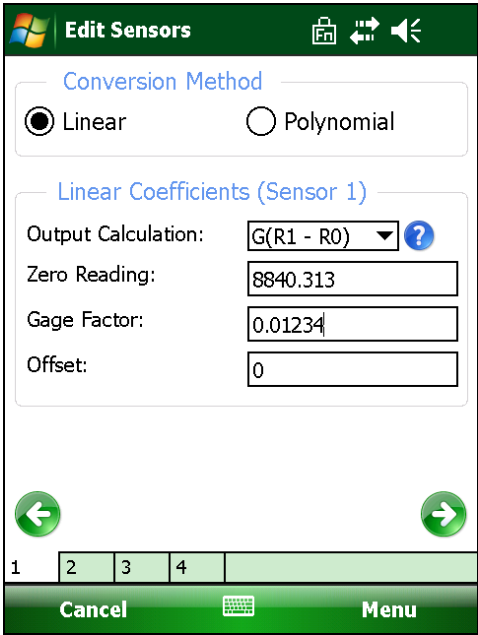 Edit Sensors
Fn
Conversion Method
Linear
Polynomial
Linear Coefficients (Sensor 1)
Output Calculation:
G(R1 - R0)
?
Zero Reading:
8840.313
Gage Factor:
0.01234
Offset:
0
1
2
3
4
Cancel
Menu